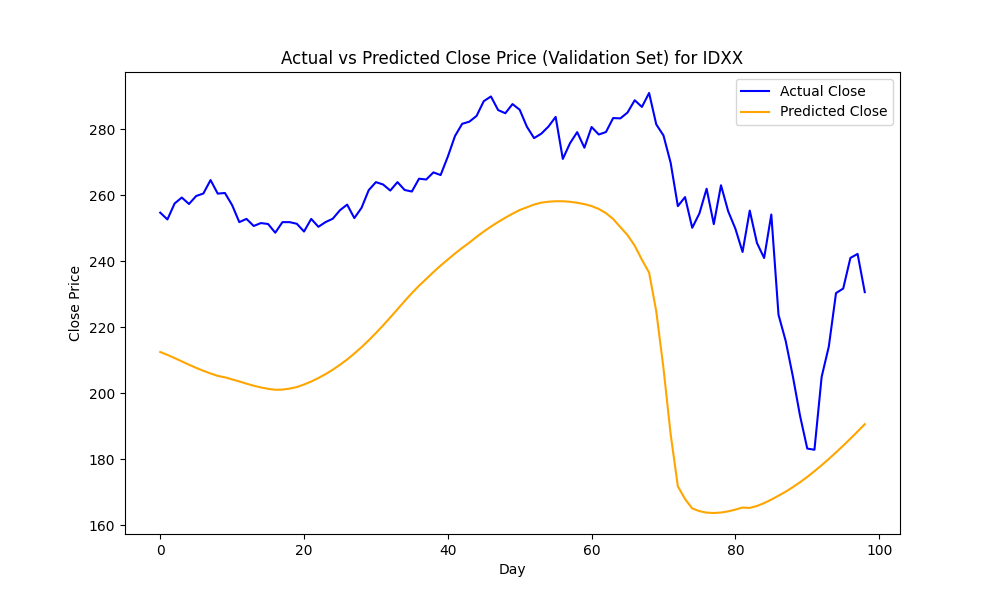 Actual vs Predicted Close Price (Validation Set) for IDXX
Actual Close
Predicted Close
Close Price
280
260
240
220
200
180
160
0 20 40 60 80 100
Day